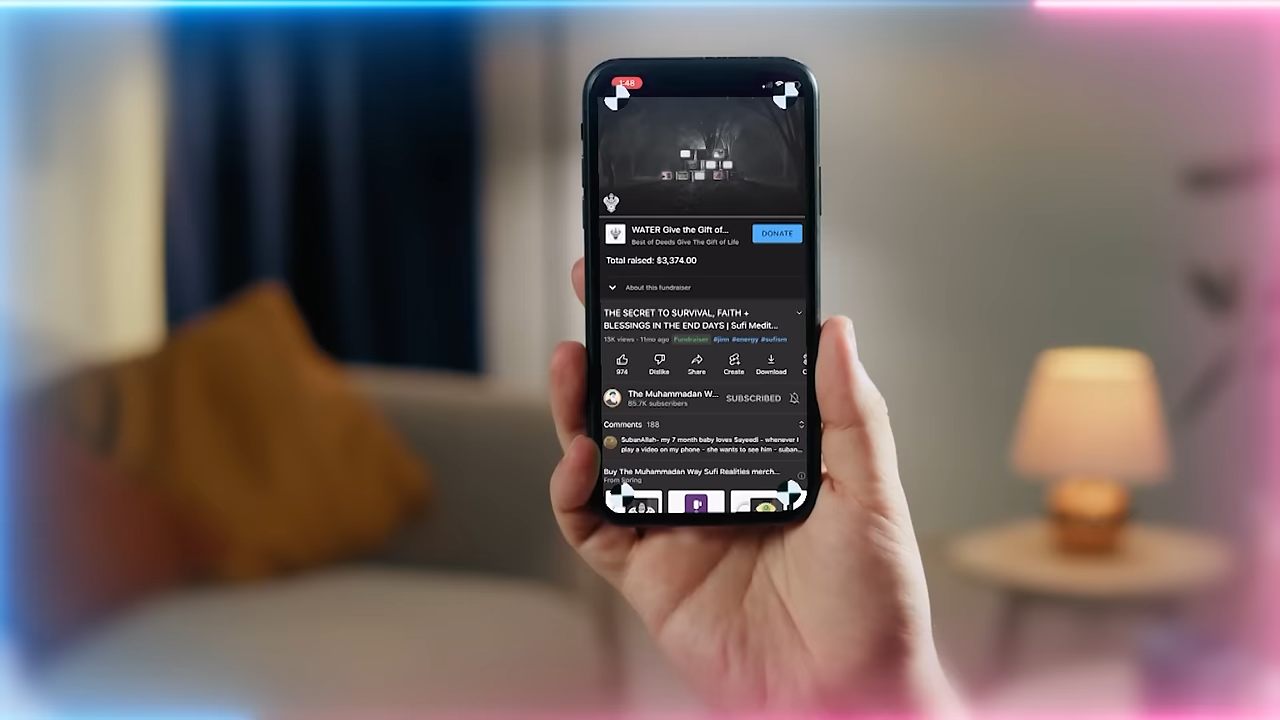 1:48
WATER Give the Gift of...
Best of Deeds Give The Gift of Life
DONATE
Total raised: $3,374.00
About this fundraiser
THE SECRET TO SURVIVAL, FAITH +
BLESSINGS IN THE END DAYS | Sufi Medit...
13K views · 11mo ago Fundraiser #jinn #energy #sufism
974 Dislike Share Create Download
The Muhammadan W...
85.7K subscribers
SUBSCRIBED
Comments 188
SubanAllah- my 7 month baby loves Sayeedi - whenever I
play a video on my phone - she wants to see him - suban...
Buy The Muhammadan Way Sufi Realities merch...
From Spring